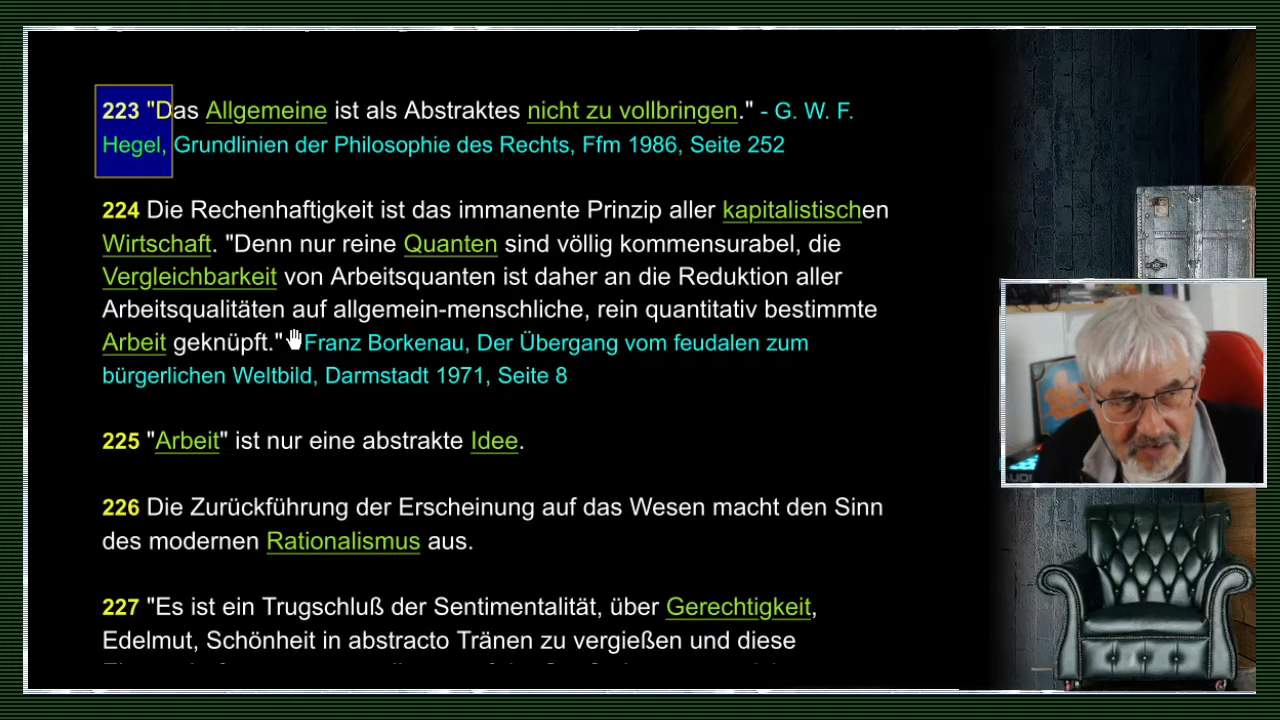 223 "Das Allgemeine ist als Abstraktes nicht zu vollbringen." - G. W. F.
Hegel, Grundlinien der Philosophie des Rechts, Ffm 1986, Seite 252
224 Die Rechenhaftigkeit ist das immanente Prinzip aller kapitalistischen
Wirtschaft. "Denn nur reine Quanten sind völlig kommensurabel, die
Vergleichbarkeit von Arbeitsquanten ist daher an die Reduktion aller
Arbeitsqualitäten auf allgemein-menschliche, rein quantitativ bestimmte
Arbeit geknüpft." Franz Borkenau, Der Übergang vom feudalen zum
bürgerlichen Weltbild, Darmstadt 1971, Seite 8
225 "Arbeit" ist nur eine abstrakte Idee.
226 Die Zurückführung der Erscheinung auf das Wesen macht den Sinn
des modernen Rationalismus aus.
227 "Es ist ein Trugschluß der Sentimentalität, über Gerechtigkeit,
Edelmut, Schönheit in abstracto Tränen zu vergießen und diese